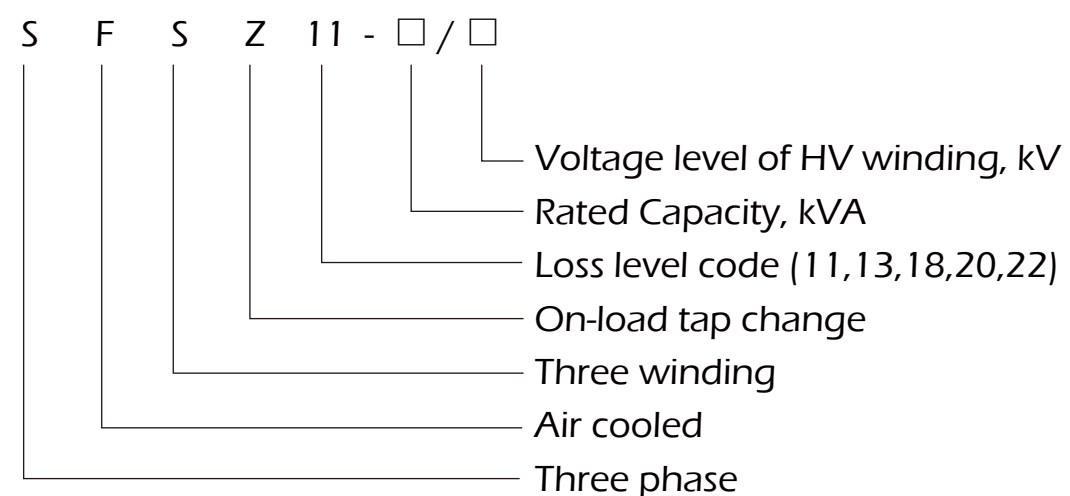 S F S Z 11 - □ / □
Voltage level of HV winding, kV
Rated Capacity, kVA
Loss level code (11,13,18,20,22)
On-load tap change
Three winding
Air cooled
Three phase